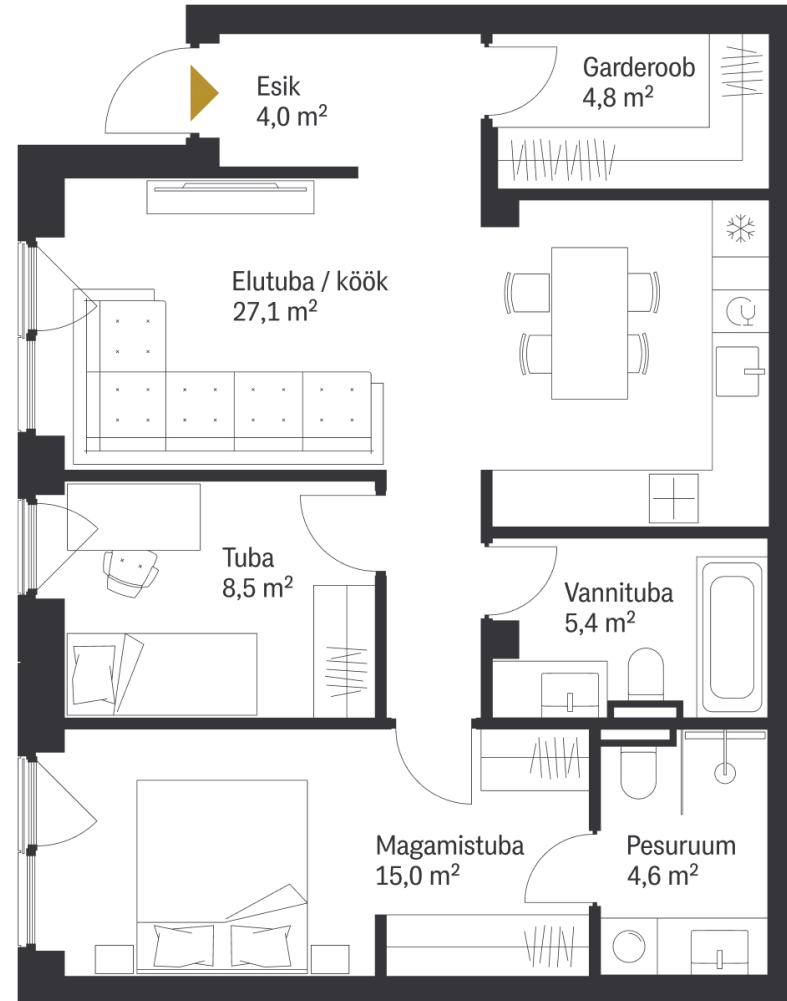 Esik
4,0 m²
Garderoob
4,8 m²
Elutuba / köök
27,1 m²
Tuba
8,5 m²
Vannituba
5,4 m²
Magamistuba
15,0 m²
Pesuruum
4,6 m²